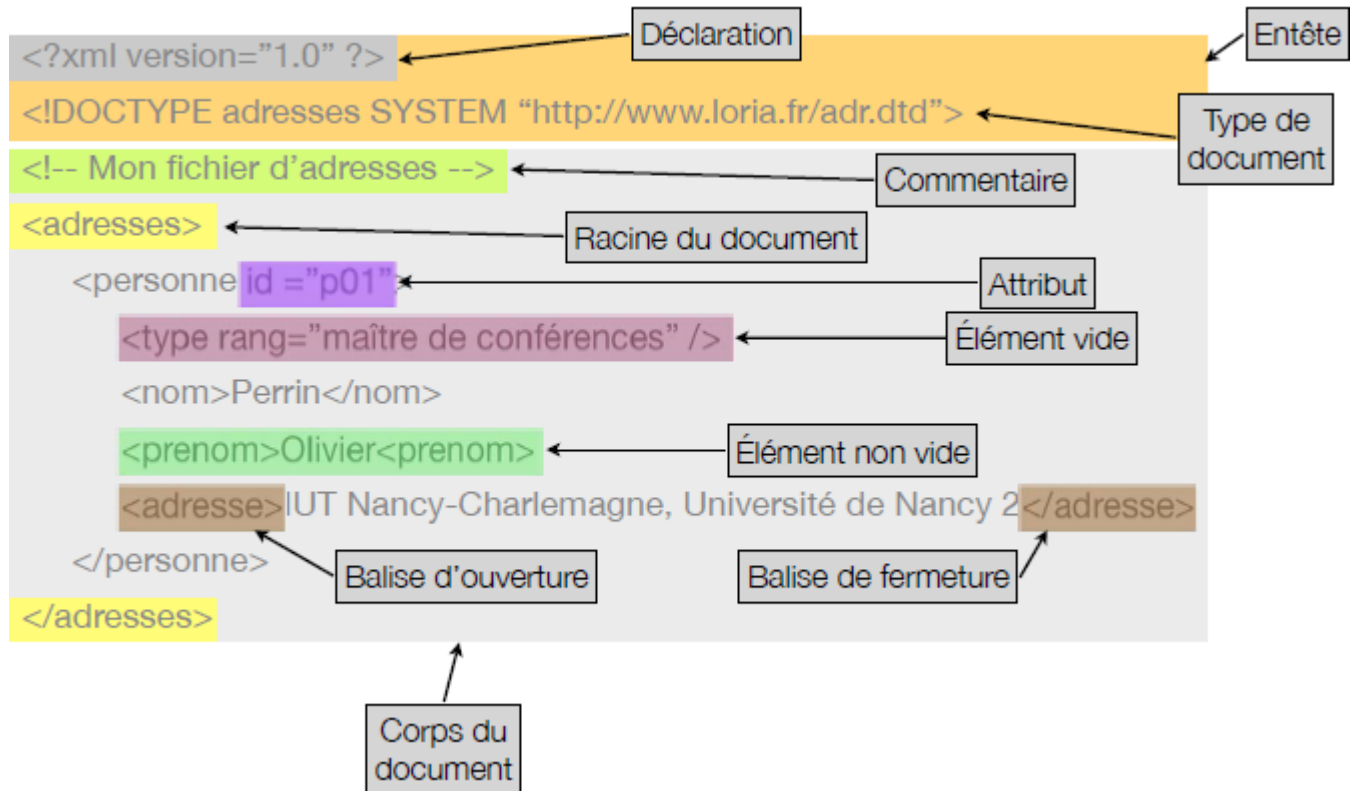 Déclaration
Entête
<?xml version=”1.0” ?>
<!DOCTYPE adresses SYSTEM “http://www.loria.fr/adr.dtd”>
Type de
document
<!-- Mon fichier d’adresses -->
Commentaire
<adresses>
Racine du document
<personne id =”p01”>
Attribut
<type rang=”maître de conférences” />
Élément vide
<nom>Perrin</nom>
<prenom>Olivier<prenom>
Élément non vide
<adresse>IUT Nancy-Charlemagne, Université de Nancy 2</adresse>
</personne>
Balise d’ouverture
Balise de fermeture
</adresses>
Corps du
document